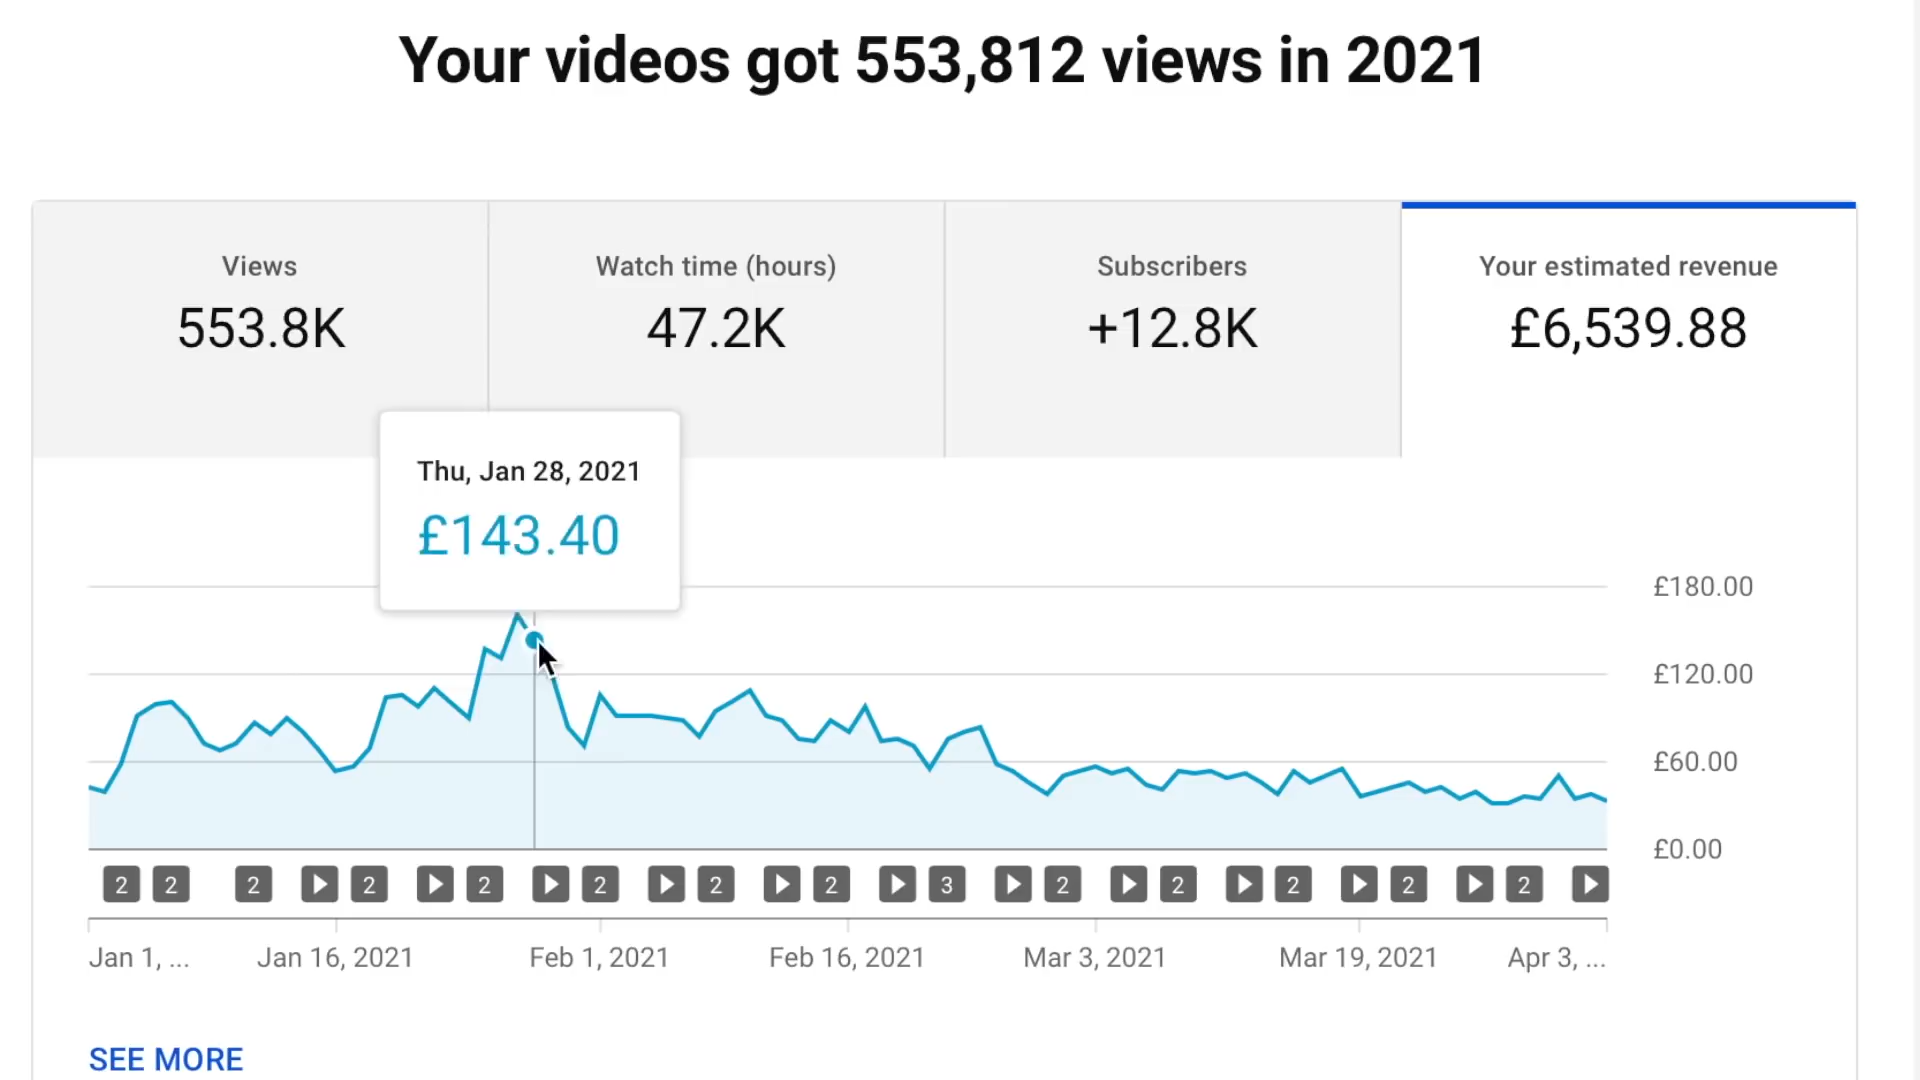 Your videos got 553,812 views in 2021
Views
553.8K
Watch time (hours)
47.2K
Subscribers
+12.8K
Your estimated revenue
£6,539.88
Thu, Jan 28, 2021
£143.40
£180.00
£120.00
£60.00
£0.00
2 2 2 2 2 2 2 2 3 2 2 2 2 2
Jan 1, ... Jan 16, 2021 Feb 1, 2021 Feb 16, 2021 Mar 3, 2021 Mar 19, 2021 Apr 3, ...
SEE MORE